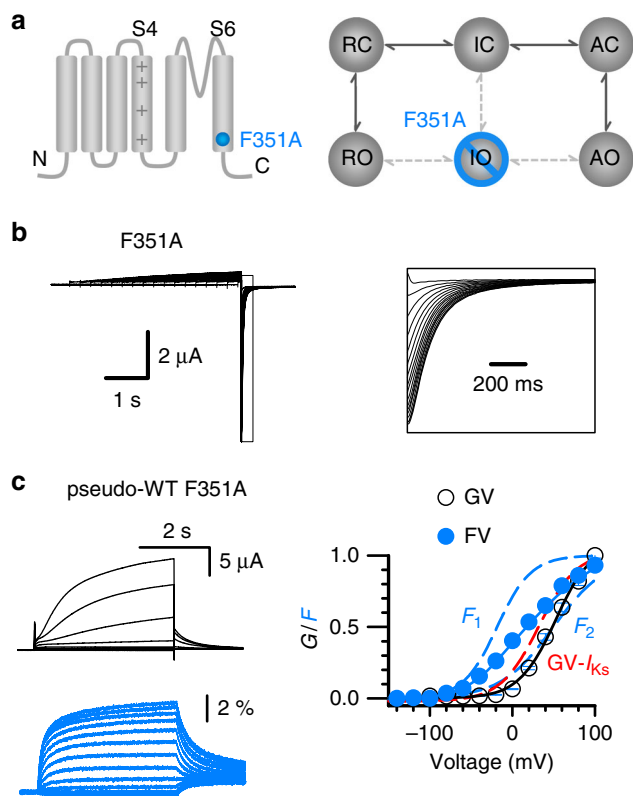 a
S4
S6
+
+
+
+
F351A
N
C
RC
IC
AC
F351A
RO
IO
AO
b
F351A
2 μA
1 s
200 ms
c
pseudo-WT F351A
2 s
5 μA
2 %
GV
FV
G/F
1.0
0.5
0.0
F1
F2
GV-IKs
−100
0
100
Voltage (mV)